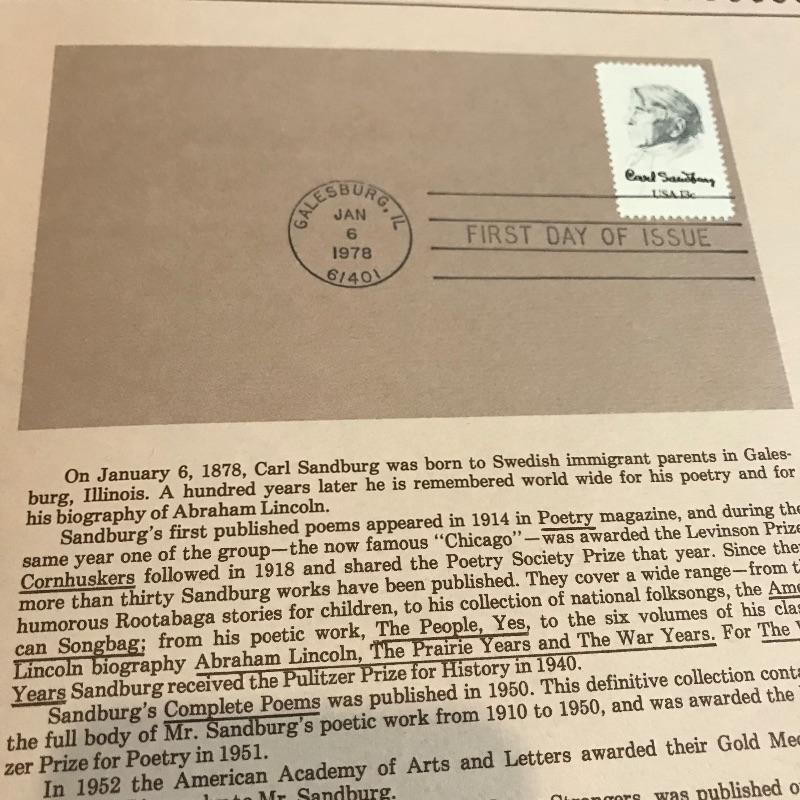 Carl Sandburg
USA 13c
GALESBURG, IL
JAN
6
1978
61401
FIRST DAY OF ISSUE
On January 6, 1878, Carl Sandburg was born to Swedish immigrant parents in Gales-
burg, Illinois. A hundred years later he is remembered world wide for his poetry and for
his biography of Abraham Lincoln.
Sandburg's first published poems appeared in 1914 in Poetry magazine, and during the
same year one of the group—the now famous "Chicago"—was awarded the Levinson Prize
Cornhuskers followed in 1918 and shared the Poetry Society Prize that year. Since the
more than thirty Sandburg works have been published. They cover a wide range—from
humorous Rootabaga stories for children, to his collection of national folksongs, the Ame
can Songbag; from his poetic work, The People, Yes, to the six volumes of his cla
Lincoln biography Abraham Lincoln, The Prairie Years and The War Years. For The W
Years Sandburg received the Pulitzer Prize for History in 1940.
Sandburg's Complete Poems was published in 1950. This definitive collection conta
the full body of Mr. Sandburg's poetic work from 1910 to 1950, and was awarded the
zer Prize for Poetry in 1951.
In 1952 the American Academy of Arts and Letters awarded their Gold Med
Mr. Sandburg.
was published